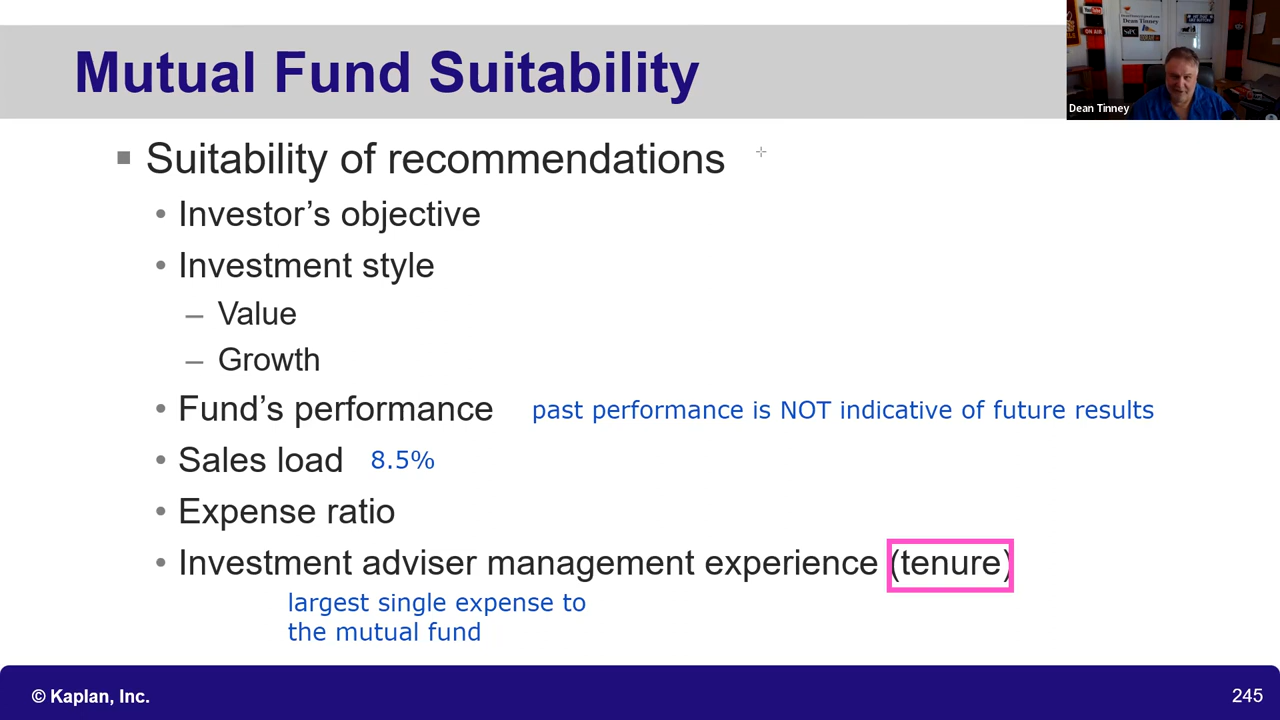 Mutual Fund Suitability
Dean Tinney
Suitability of recommendations
Investor’s objective
Investment style
Value
Growth
Fund’s performance past performance is NOT indicative of future results
Sales load 8.5%
Expense ratio
Investment adviser management experience (tenure)
largest single expense to
the mutual fund
© Kaplan, Inc. 245